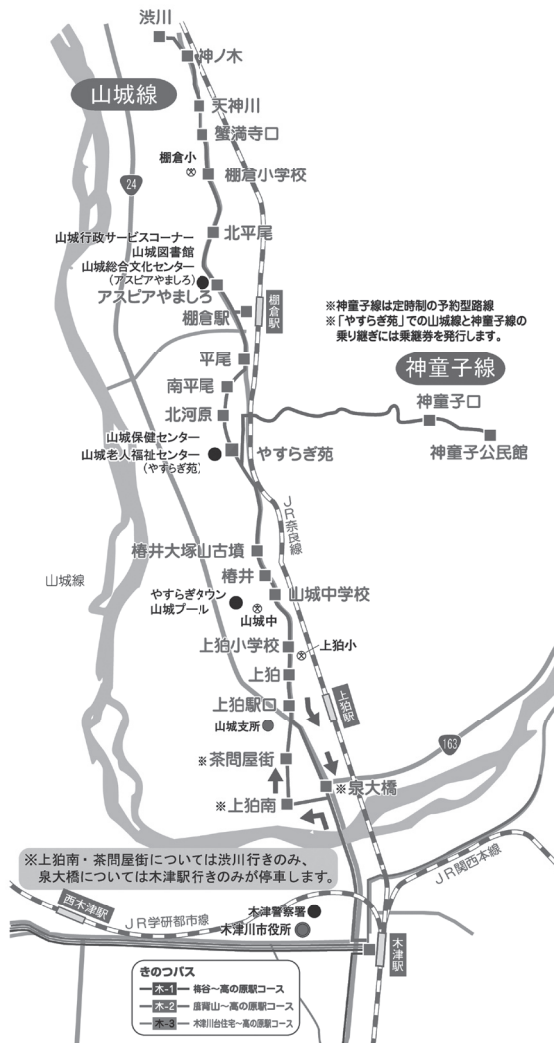 渋川
神ノ木
山城線
天神川
蟹満寺口
棚倉小
棚倉小学校
24
北平尾
山城行政サービスコーナー
山城図書館
山城総合文化センター
(アスピアやましろ)
アスピアやましろ
棚倉駅
棚倉駅
※神童子線は定時制の予約型路線
※「やすらぎ苑」での山城線と神童子線の
乗り継ぎには乗継券を発行します。
平尾
神童子線
南平尾
神童子口
北河原
神童子公民館
山城保健センター
山城老人福祉センター
(やすらぎ苑)
やすらぎ苑
JR奈良線
椿井大塚山古墳
山城線
椿井
やすらぎタウン
山城プール
山城中学校
山城中
上狛小学校
上狛小
上狛
上狛駅口
上狛駅
山城支所
163
※茶問屋街
※泉大橋
※上狛南
※上狛南・茶問屋街については渋川行きのみ、
泉大橋については木津駅行きのみが停車します。
JR関西本線
西木津駅
JR学研都市線
木津警察署
木津川市役所
木津駅
きのつバス
木-1 梅谷~高の原駅コース
木-2 鹿背山~高の原駅コース
木-3 木津川台住宅~高の原駅コース